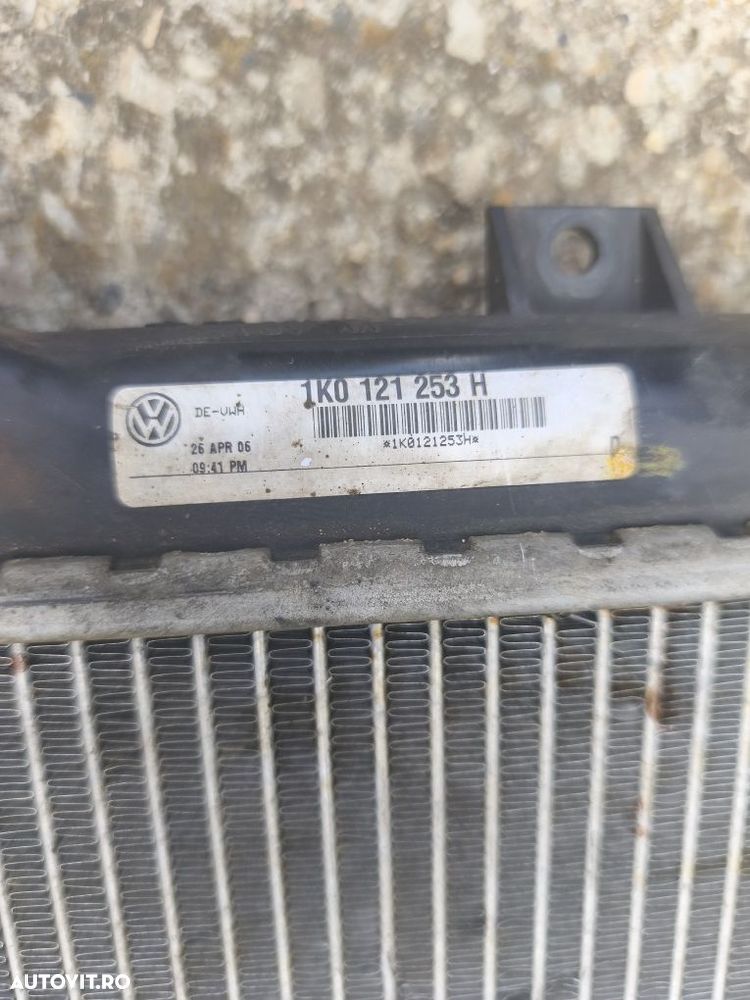 1K0 121 253 H
DE-VWA
*1K0121253H*
26 APR 06
09:41 PM
AUTOVIT.RO